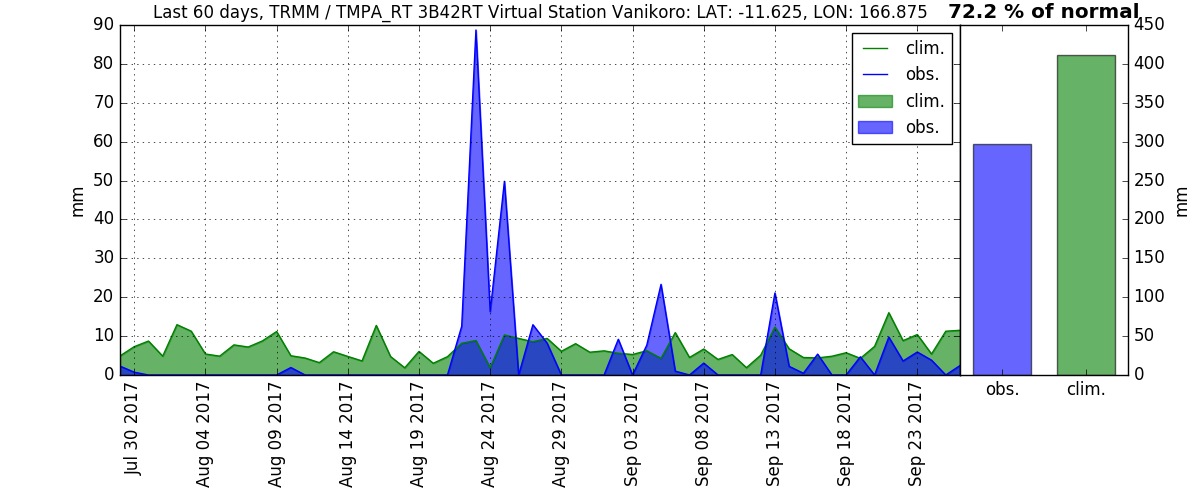 Last 60 days, TRMM / TMPA_RT 3B42RT Virtual Station Vanikoro: LAT: -11.625, LON: 166.875
72.2 % of normal
90
80
70
60
50
40
30
20
10
0
mm
clim.
obs.
clim.
obs.
450
400
350
300
250
200
150
100
50
0
mm
Jul 30 2017
Aug 04 2017
Aug 09 2017
Aug 14 2017
Aug 19 2017
Aug 24 2017
Aug 29 2017
Sep 03 2017
Sep 08 2017
Sep 13 2017
Sep 18 2017
Sep 23 2017
obs.
clim.